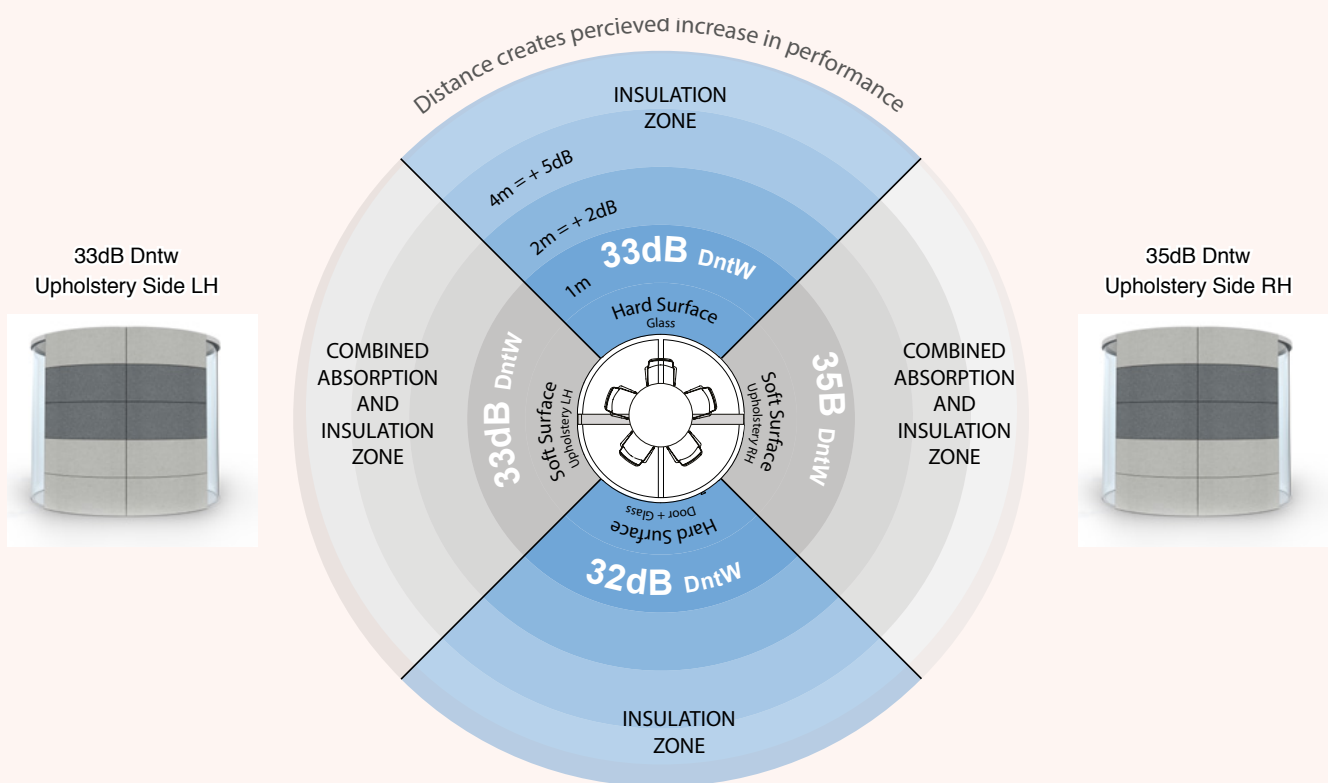 Distance creates percieved increase in performance
INSULATION
ZONE
4m = + 5dB
2m = + 2dB
1m
33dB DntW
Hard Surface
Glass
33dB Dntw
Upholstery Side LH
COMBINED
ABSORPTION
AND
INSULATION
ZONE
33dB DntW
Soft Surface
Upholstery LH
Soft Surface
Upholstery RH
35B DntW
COMBINED
ABSORPTION
AND
INSULATION
ZONE
35dB Dntw
Upholstery Side RH
Door + Glass
Hard Surface
32dB DntW
INSULATION
ZONE